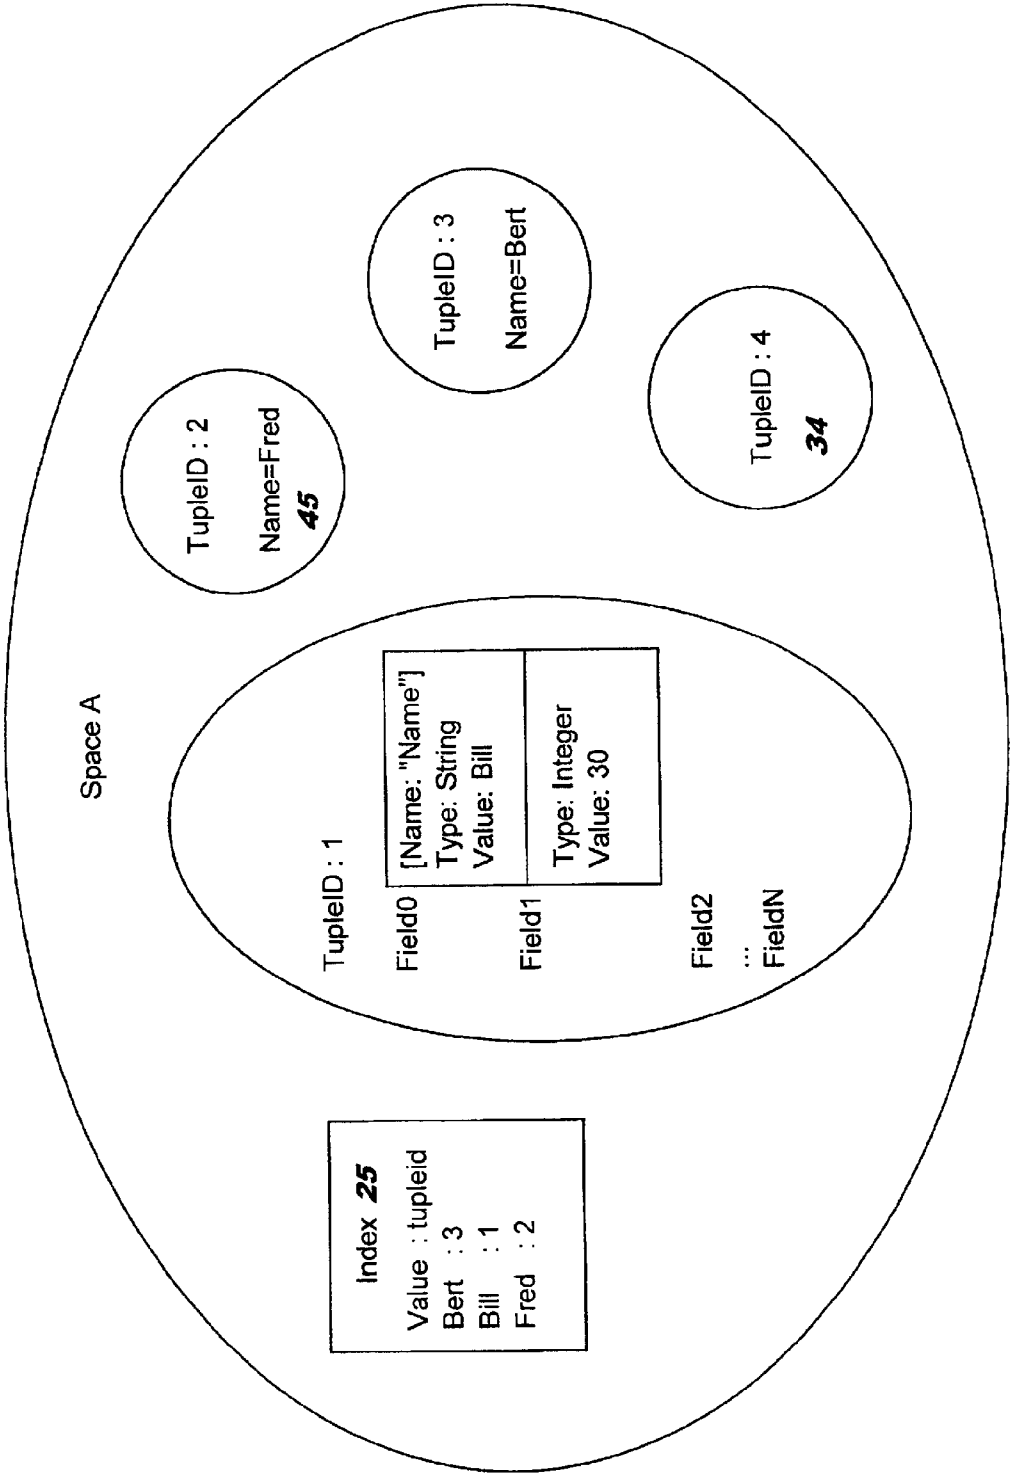 Space A
Index 25
Value : tupleid
Bert : 3
Bill : 1
Fred : 2
TupleID : 1
Field0
[Name: "Name"]
Type: String
Value: Bill
Field1
Type: Integer
Value: 30
Field2
...
FieldN
TupleID : 2
Name=Fred
45
TupleID : 3
Name=Bert
TupleID : 4
34